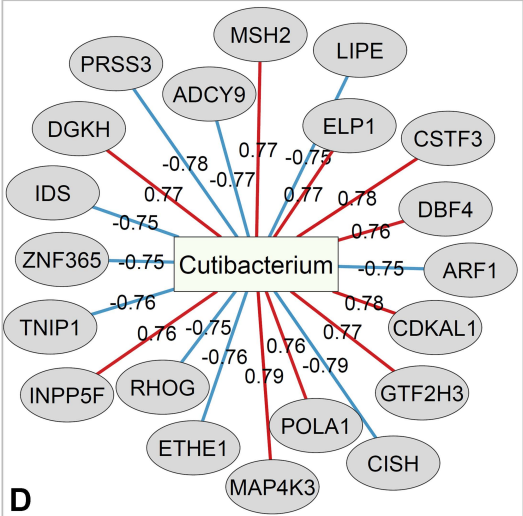 MSH2
LIPE
PRSS3
ADCY9
ELP1
DGKH
CSTF3
0.77
-0.75
-0.78
-0.77
0.77
0.77
0.78
IDS
DBF4
-0.75
0.76
ZNF365
-0.75
Cutibacterium
-0.75
ARF1
-0.76
0.78
TNIP1
0.76
-0.75
0.77
CDKAL1
-0.76
0.76
0.79
-0.79
INPP5F
RHOG
GTF2H3
POLA1
ETHE1
CISH
MAP4K3
D